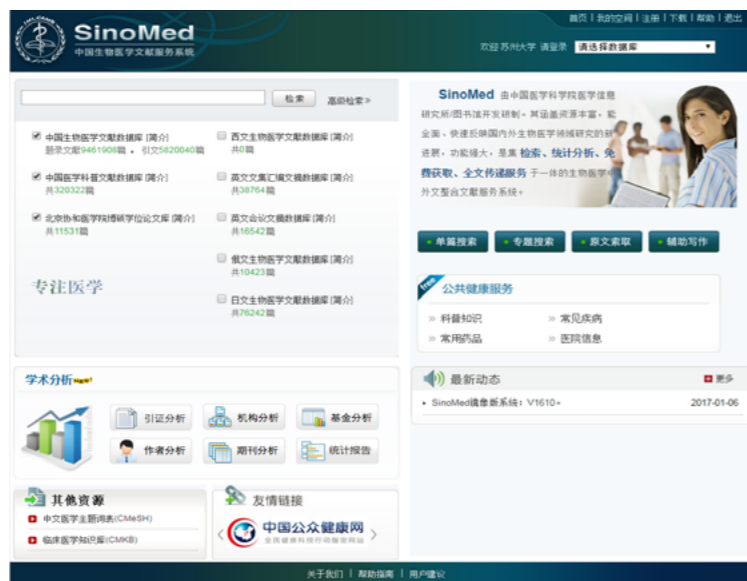 首页 | 我的空间 | 注册 | 下载 | 帮助 | 退出
SinoMed
中国生物医学文献服务系统
欢迎 苏州大学 请登录 请选择数据库
检索 高级检索»
中国生物医学文献数据库 [简介]
题录文献9461908篇 ，引文5820040篇
西文生物医学文献数据库 [简介]
共0篇
中国医学科普文献数据库 [简介]
共320322篇
英文文集汇编文摘数据库 [简介]
共38764篇
北京协和医学院博硕学位论文库 [简介]
共11531篇
英文会议文摘数据库 [简介]
共16542篇
俄文生物医学文献数据库 [简介]
共10423篇
日文生物医学文献数据库 [简介]
共76242篇
专注医学
SinoMed 由中国医学科学院医学信息
研究所/图书馆开发研制。其涵盖资源丰富，能
全面、快速反映国内外生物医学领域研究的新
进展，功能强大，是集 检索、统计分析、免
费获取、全文传递服务 于一体的生物医学中
外文整合文献服务系统。
单篇搜索 专题搜索 原文索取 辅助写作
free
公共健康服务
» 科普知识 » 常见疾病
» 常用药品 » 医院信息
学术分析 New!
引证分析 机构分析 基金分析
作者分析 期刊分析 统计报告
最新动态 更多
SinoMed镜像版系统：V1610。 2017-01-06
其他资源
中文医学主题词表(CMeSH)
临床医学知识库(CMKB)
友情链接
中国公众健康网
关于我们 | 帮助指南 | 用户建议